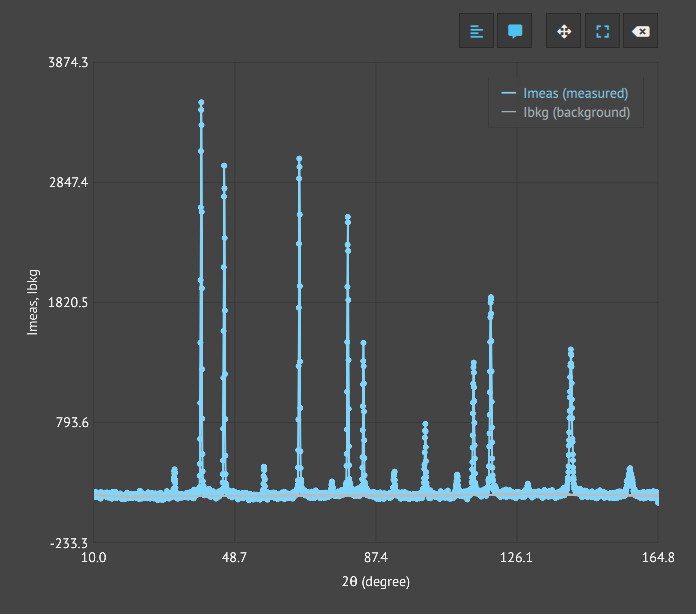 3874.3
Imeas (measured)
Ibkg (background)
2847.4
1820.5
Imeas, Ibkg
793.6
-233.3
10.0 48.7 87.4 126.1 164.8
2θ (degree)